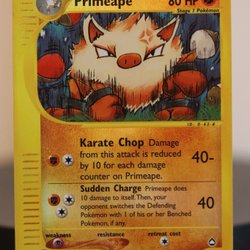 Primeape 60 HP
Stage 1 Pokémon
Karate Chop Damage
from this attack is reduced
by 10 for each damage
counter on Primeape.
40-
Sudden Charge Primeape does
10 damage to itself. Then, your
opponent switches the Defending
Pokémon with 1 of his or her Benched
Pokémon, if any.
40
weakness resistance retreat cost